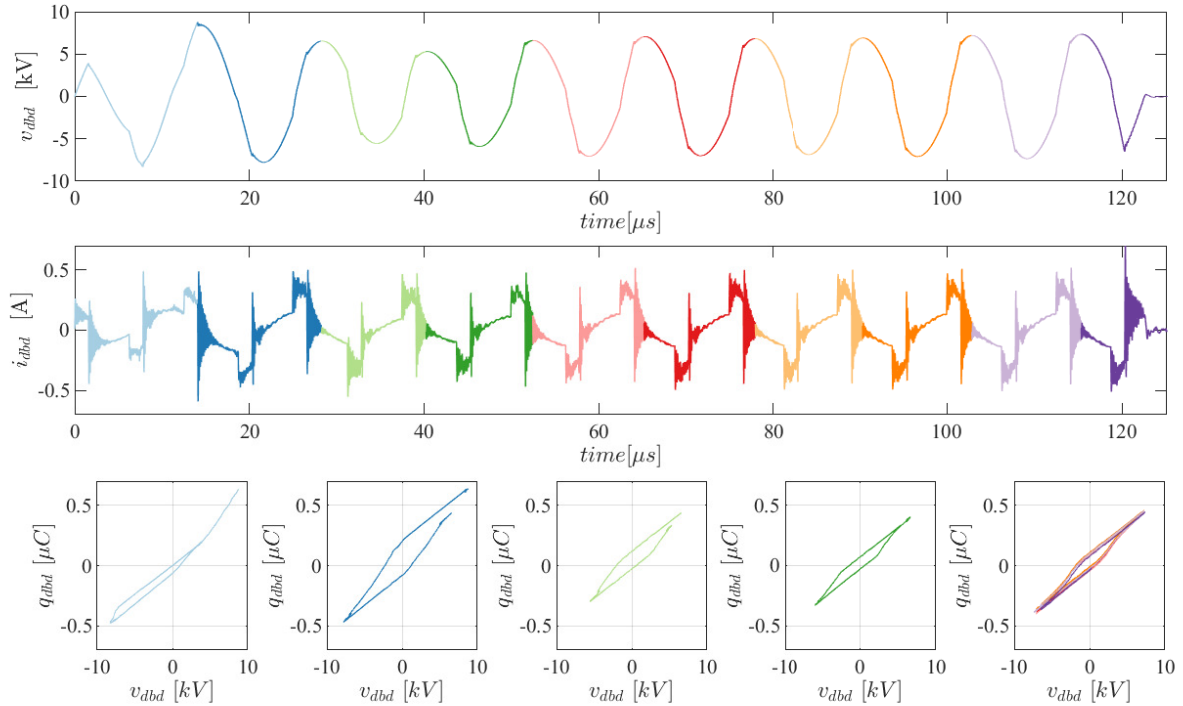 10
5
0
-5
-10
v_dbd [kV]
0 20 40 60 80 100 120
time[μs]
0.5
0
-0.5
i_dbd [A]
0 20 40 60 80 100 120
time[μs]
0.5 0.5 0.5 0.5 0.5
0 0 0 0 0
-0.5 -0.5 -0.5 -0.5 -0.5
q_dbd [μC] q_dbd [μC] q_dbd [μC] q_dbd [μC] q_dbd [μC]
-10 0 10 -10 0 10 -10 0 10 -10 0 10 -10 0 10
v_dbd [kV] v_dbd [kV] v_dbd [kV] v_dbd [kV] v_dbd [kV]